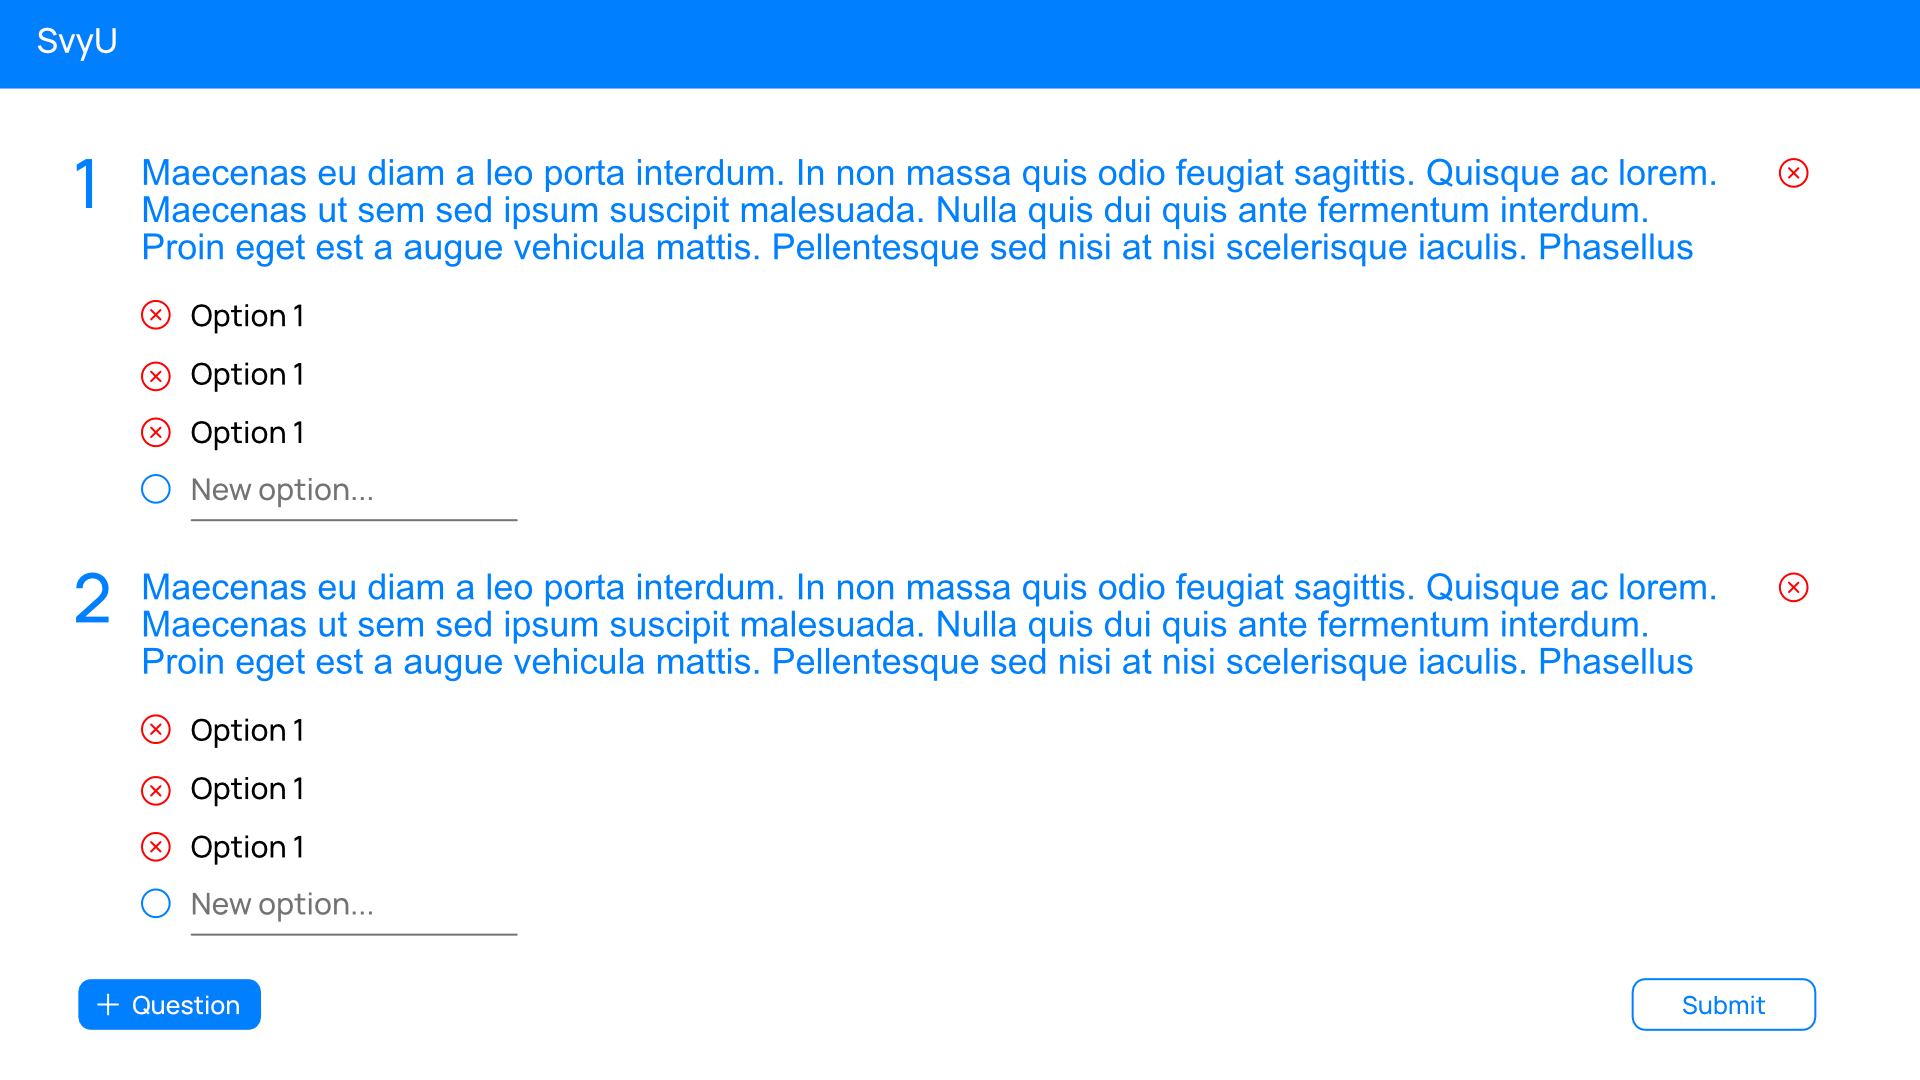 SvyU
1 Maecenas eu diam a leo porta interdum. In non massa quis odio feugiat sagittis. Quisque ac lorem.
Maecenas ut sem sed ipsum suscipit malesuada. Nulla quis dui quis ante fermentum interdum.
Proin eget est a augue vehicula mattis. Pellentesque sed nisi at nisi scelerisque iaculis. Phasellus
Option 1
Option 1
Option 1
New option...
2 Maecenas eu diam a leo porta interdum. In non massa quis odio feugiat sagittis. Quisque ac lorem.
Maecenas ut sem sed ipsum suscipit malesuada. Nulla quis dui quis ante fermentum interdum.
Proin eget est a augue vehicula mattis. Pellentesque sed nisi at nisi scelerisque iaculis. Phasellus
Option 1
Option 1
Option 1
New option...
+ Question
Submit